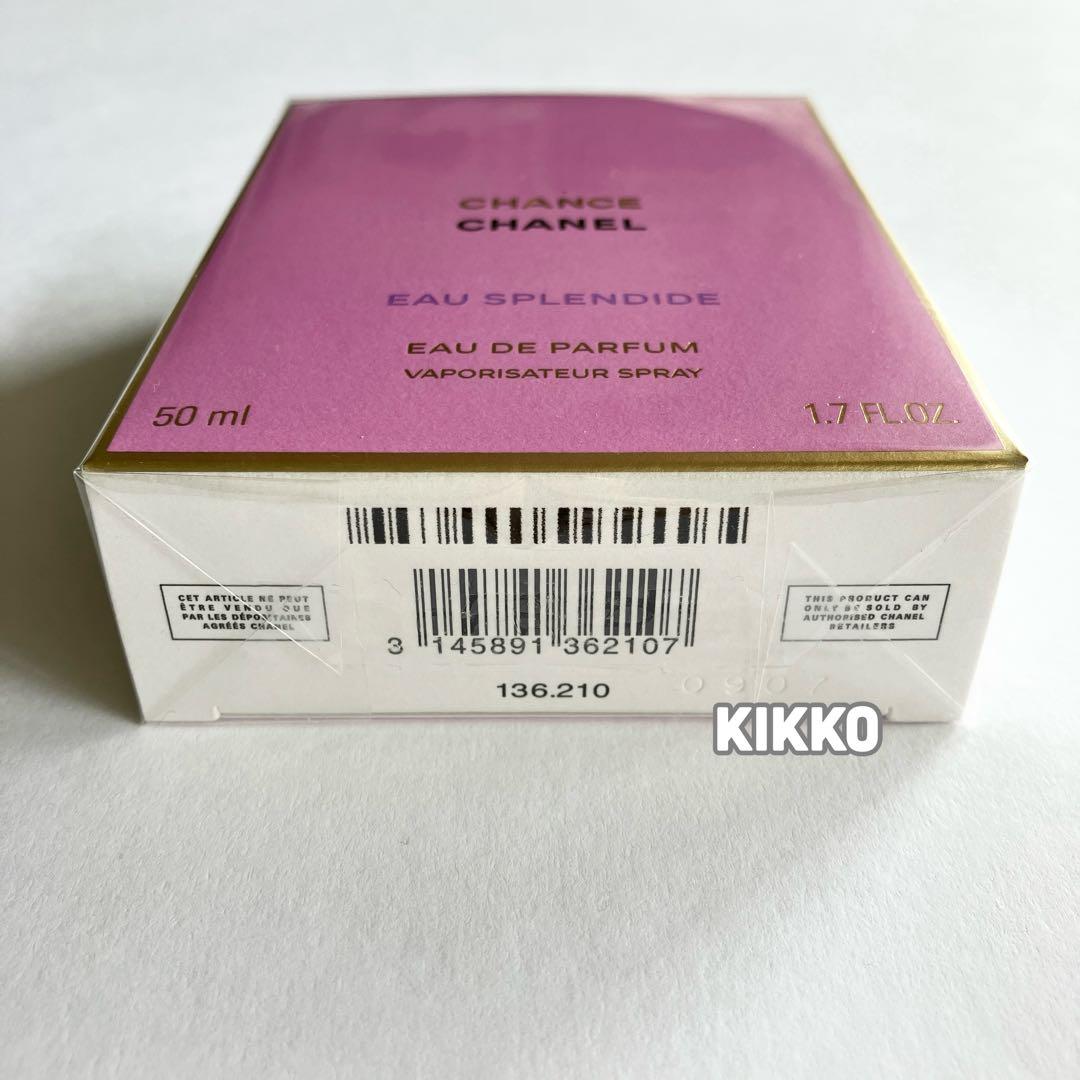 CHANCE
CHANEL
EAU SPLENDIDE
EAU DE PARFUM
VAPORISATEUR SPRAY
50 ml
1.7 FL.OZ.
CET ARTICLE NE PEUT
ÊTRE VENDU QUE
PAR LES DÉPOSITAIRES
AGRÉÉS CHANEL
THIS PRODUCT CAN
ONLY BE SOLD BY
AUTHORISED CHANEL
RETAILERS
3 145891 362107
136.210
0907
KIKKO